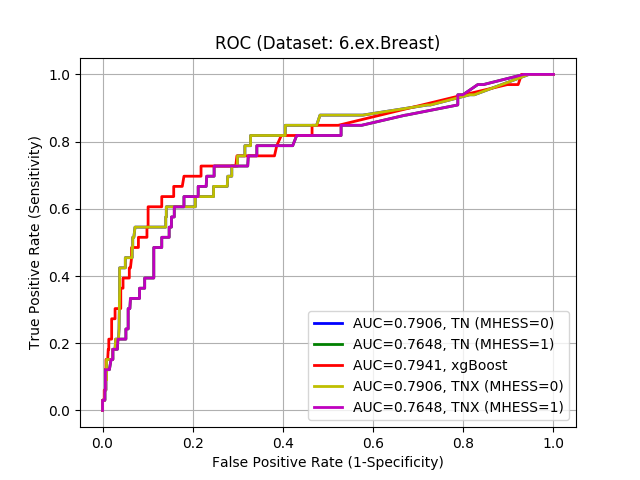 ROC (Dataset: 6.ex.Breast)
True Positive Rate (Sensitivity)
1.0
0.8
0.6
0.4
0.2
0.0
AUC=0.7906, TN (MHESS=0)
AUC=0.7648, TN (MHESS=1)
AUC=0.7941, xgBoost
AUC=0.7906, TNX (MHESS=0)
AUC=0.7648, TNX (MHESS=1)
0.0 0.2 0.4 0.6 0.8 1.0
False Positive Rate (1-Specificity)